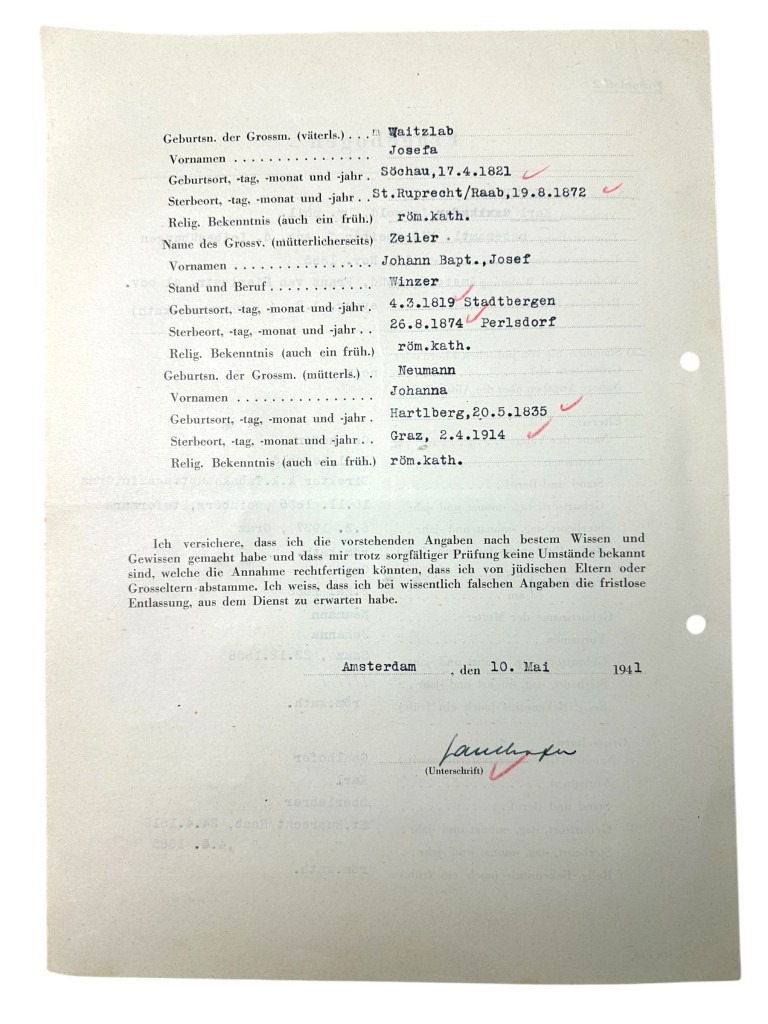 Geburtsn. der Grossm. (väterls.) . . . Waitzlab
Vornamen . . . . . . . . . . . . . . . . Josefa
Geburtsort, -tag, -monat und -jahr . Söchau,17.4.1821
Sterbeort, -tag, -monat und -jahr . . St.Ruprecht/Raab,19.8.1872
Relig. Bekenntnis (auch ein früh.) röm.kath.
Name des Grossv. (mütterlicherseits) Zeiler .
Vornamen . . . . . . . . . . . . . . . . Johann Bapt.,Josef
Stand und Beruf . . . . . . . . . . . . Winzer
Geburtsort, -tag, -monat und -jahr . 4.3.1819 Stadtbergen
Sterbeort, -tag, -monat und -jahr . . 26.8.1874 Perlsdorf
Relig. Bekenntnis (auch ein früh.) röm.kath.
Geburtsn. der Grossm. (mütterls.) . Neumann
Vornamen . . . . . . . . . . . . . . . . Johanna
Geburtsort, -tag, -monat und -jahr . Hartlberg,20.5.1835
Sterbeort, -tag, -monat und -jahr . . Graz, 2.4.1914
Relig. Bekenntnis (auch ein früh.) röm.kath.
Ich versichere, dass ich die vorstehenden Angaben nach bestem Wissen und
Gewissen gemacht habe und dass mir trotz sorgfältiger Prüfung keine Umstände bekannt
sind, welche die Annahme rechtfertigen könnten, dass ich von jüdischen Eltern oder
Grosseltern abstamme. Ich weiss, dass ich bei wissentlich falschen Angaben die fristlose
Entlassung, aus dem Dienst zu erwarten habe.
Amsterdam , den 10. Mai 1941
(Unterschrift)